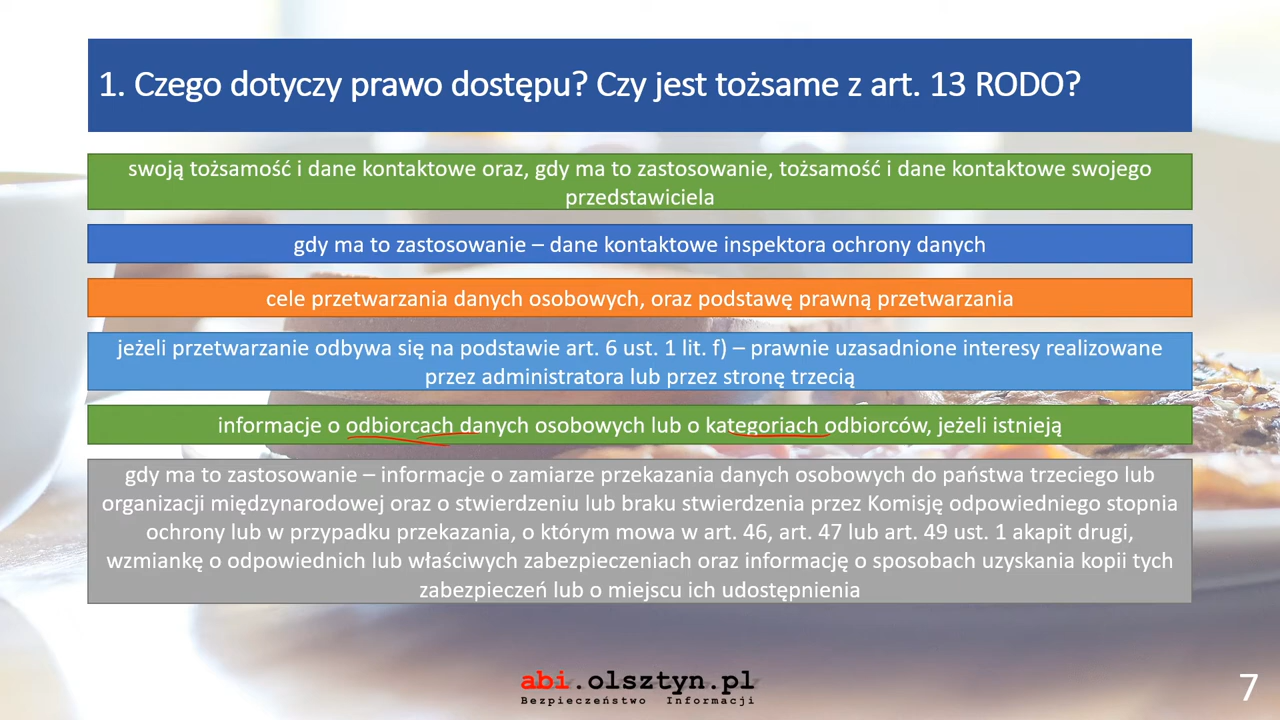 1. Czego dotyczy prawo dostępu? Czy jest tożsame z art. 13 RODO?
swoją tożsamość i dane kontaktowe oraz, gdy ma to zastosowanie, tożsamość i dane kontaktowe swojego
przedstawiciela
gdy ma to zastosowanie – dane kontaktowe inspektora ochrony danych
cele przetwarzania danych osobowych, oraz podstawę prawną przetwarzania
jeżeli przetwarzanie odbywa się na podstawie art. 6 ust. 1 lit. f) – prawnie uzasadnione interesy realizowane
przez administratora lub przez stronę trzecią
informacje o odbiorcach danych osobowych lub o kategoriach odbiorców, jeżeli istnieją
gdy ma to zastosowanie – informacje o zamiarze przekazania danych osobowych do państwa trzeciego lub
organizacji międzynarodowej oraz o stwierdzeniu lub braku stwierdzenia przez Komisję odpowiedniego stopnia
ochrony lub w przypadku przekazania, o którym mowa w art. 46, art. 47 lub art. 49 ust. 1 akapit drugi,
wzmiankę o odpowiednich lub właściwych zabezpieczeniach oraz informację o sposobach uzyskania kopii tych
zabezpieczeń lub o miejscu ich udostępnienia
abi.olsztyn.pl
Bezpieczeństwo Informacji
7